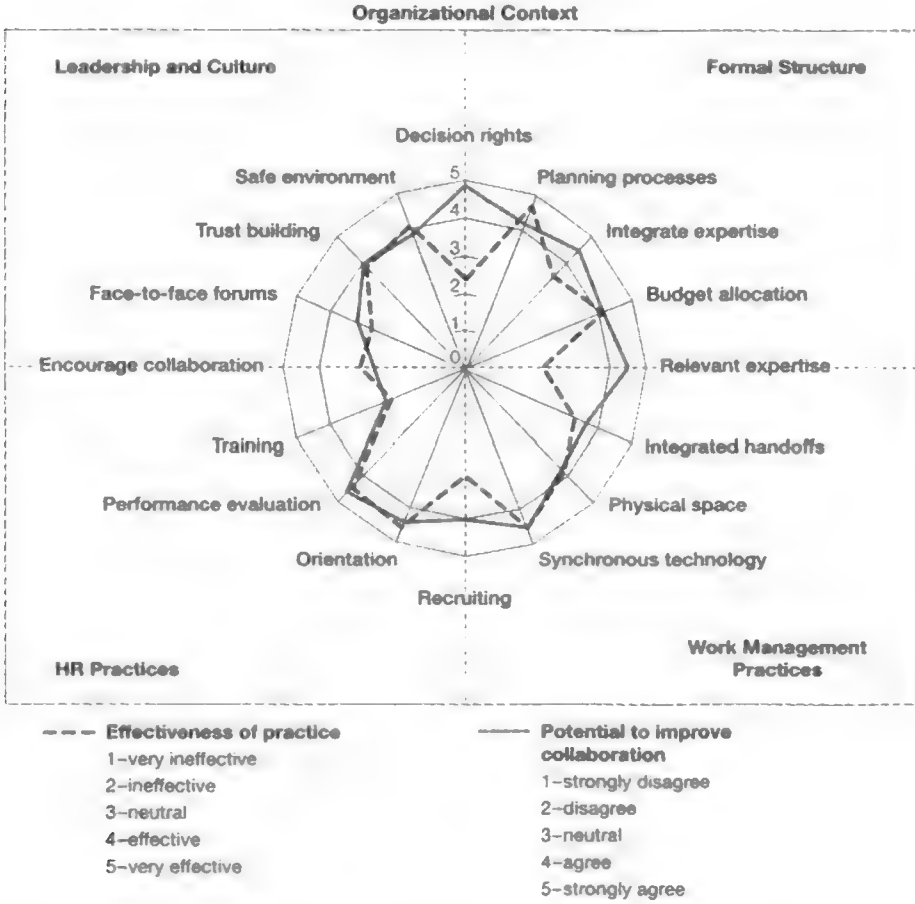 Organizational Context
Leadership and Culture
Formal Structure
Decision rights
Safe environment
Planning processes
Trust building
Integrate expertise
Face-to-face forums
Budget allocation
Encourage collaboration
Relevant expertise
Training
Integrated handoffs
Performance evaluation
Physical space
Orientation
Synchronous technology
Recruiting
5
4
3
2
1
0
HR Practices
Work Management
Practices
Effectiveness of practice
1–very ineffective
2–ineffective
3–neutral
4–effective
5–very effective
Potential to improve
collaboration
1–strongly disagree
2–disagree
3–neutral
4–agree
5–strongly agree